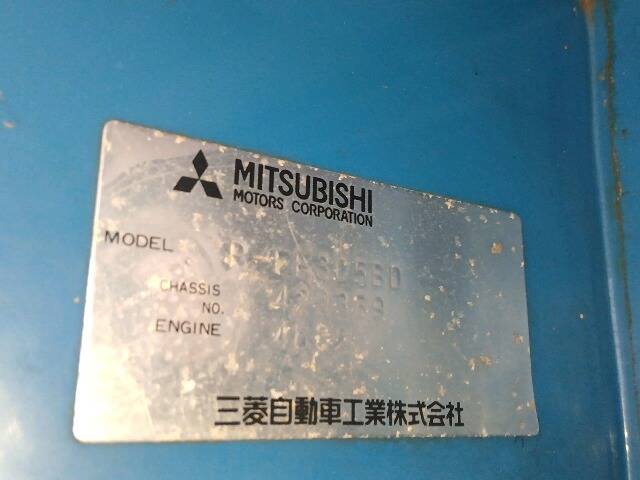 MITSUBISHI
MOTORS CORPORATION
MODEL
CHASSIS
NO.
ENGINE
三菱自動車工業株式会社